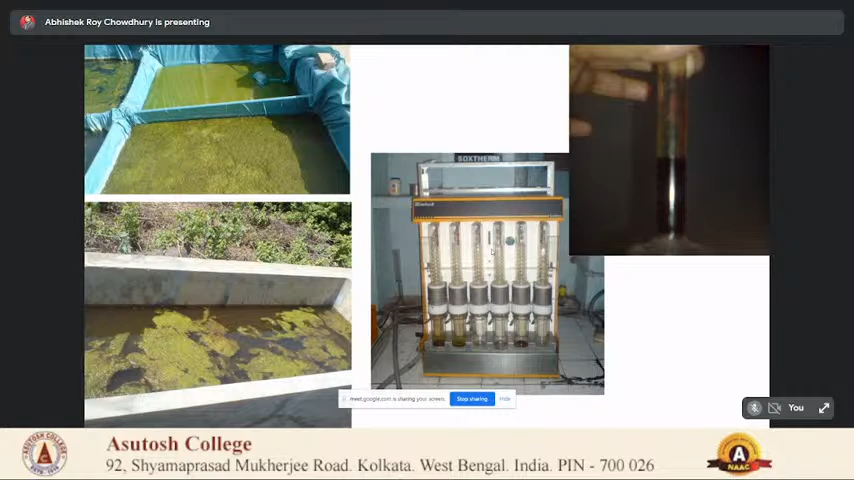 Abhishek Roy Chowdhury is presenting
SOXTHERM
meet.google.com is sharing your screen.
Stop sharing
Hide
You
Asutosh College
92, Shyamaprasad Mukherjee Road. Kolkata. West Bengal. India. PIN - 700 026
A
NAAC